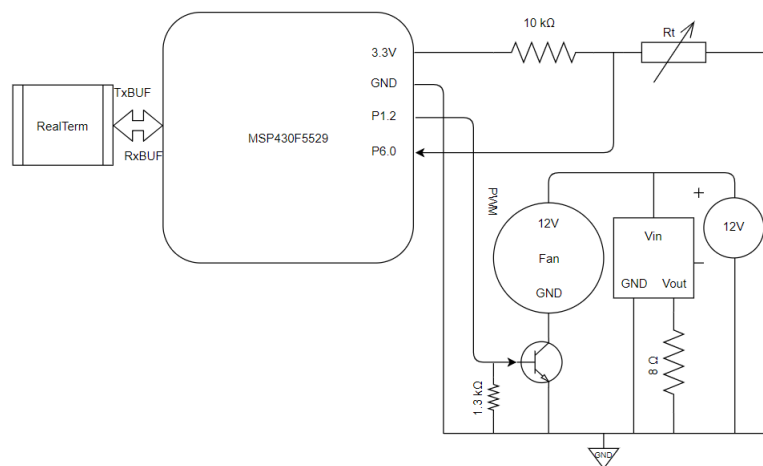 10 kΩ
Rt
3.3V
GND
TxBUF
P1.2
RealTerm
MSP430F5529
RxBUF
P6.0
PWM
+
12V
12V
Vin
Fan
−
GND
Vout
GND
8 Ω
1.3 kΩ
GND